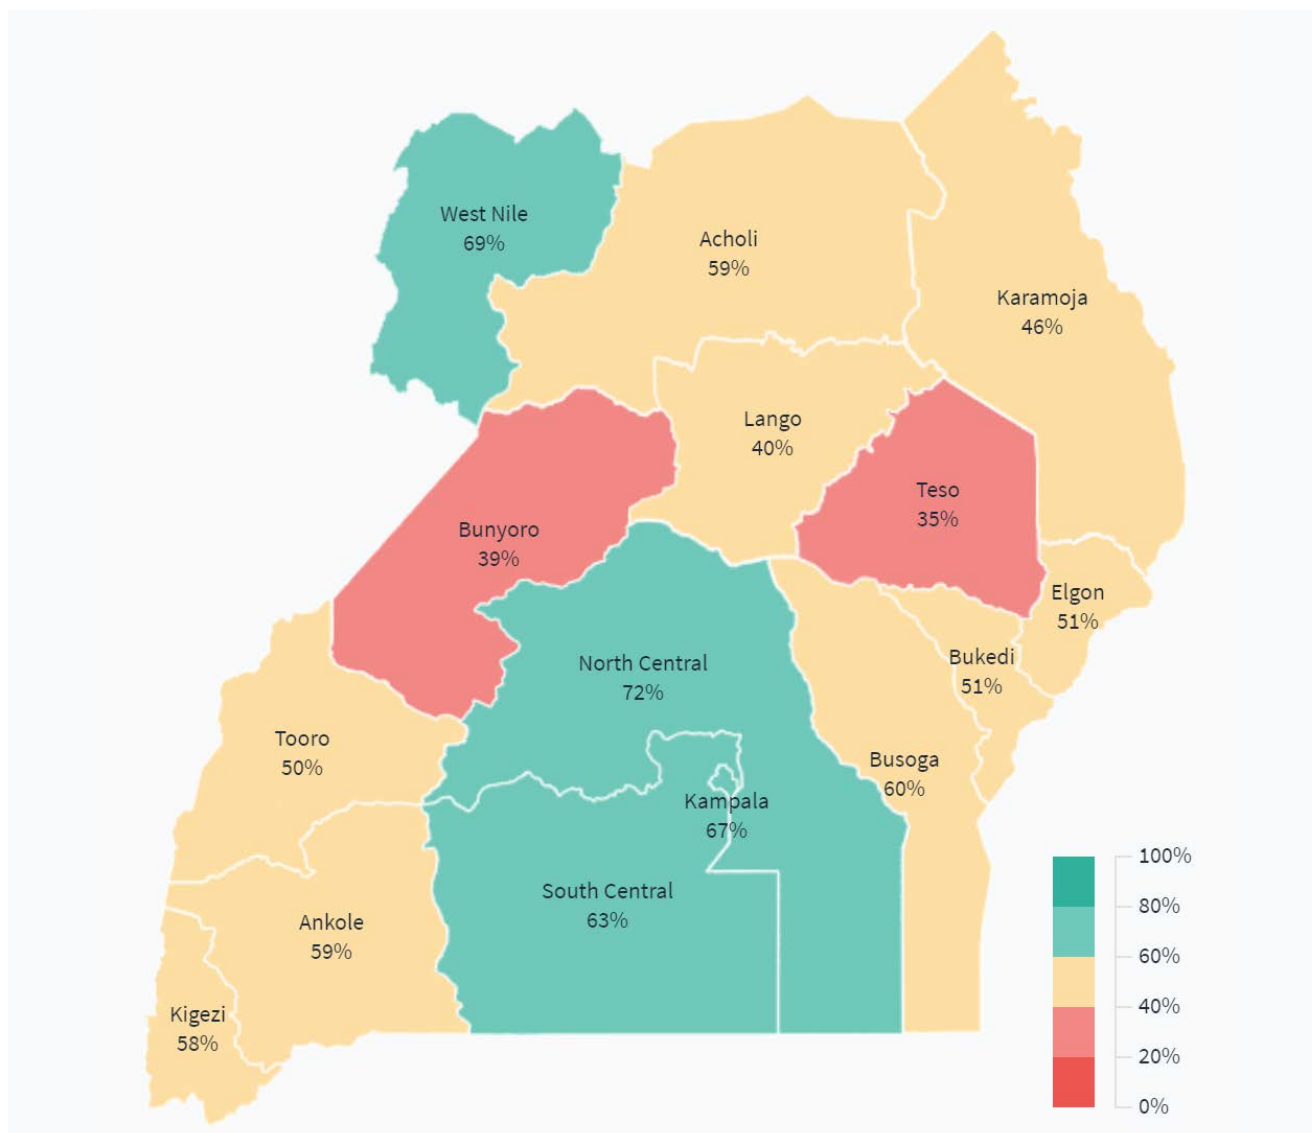 West Nile
69%
Acholi
59%
Karamoja
46%
Lango
40%
Teso
35%
Bunyoro
39%
Elgon
51%
Bukedi
51%
North Central
72%
Tooro
50%
Busoga
60%
Kampala
67%
South Central
63%
Ankole
59%
Kigezi
58%
100%
80%
60%
40%
20%
0%